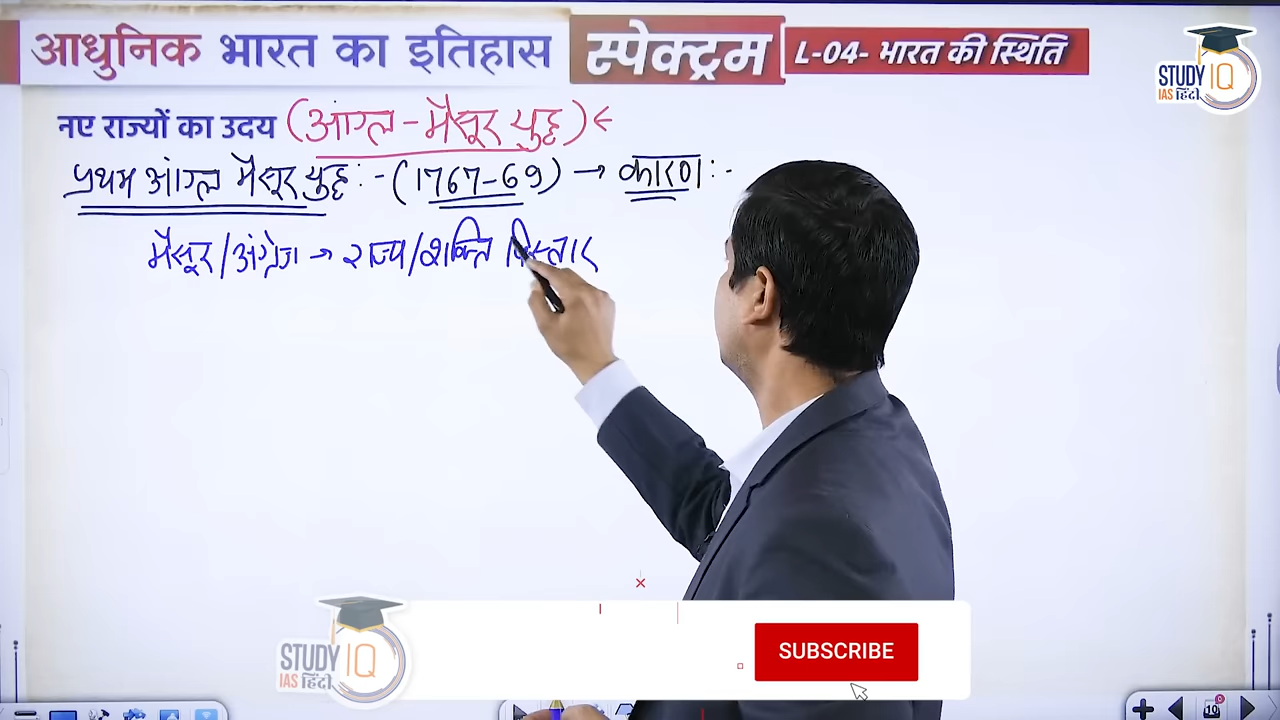 आधुनिक भारत का इतिहास स्पेक्ट्रम L-04- भारत की स्थिति
STUDY IQ
IAS हिंदी
नए राज्यों का उदय (आंग्ल-मैसूर युद्ध) ←
प्रथम आंग्ल मैसूर युद्ध:-(1767-69) → कारण:-
मैसूर/अंग्रेज → राज्य/शक्ति विस्तार
STUDY IQ
IAS हिंदी
SUBSCRIBE
10